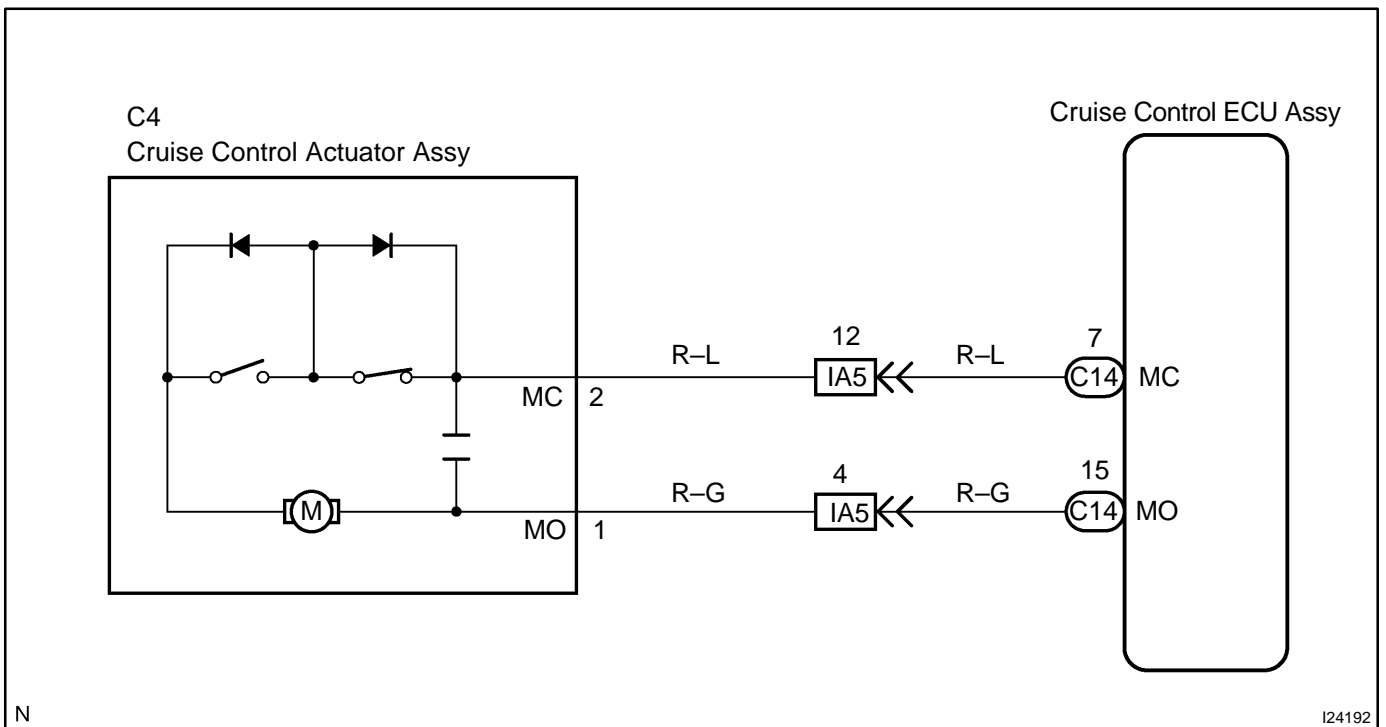 C4
Cruise Control Actuator Assy
Cruise Control ECU Assy
R–L
12
IA5
R–L
7
C14
MC
MC
2
M
R–G
4
IA5
R–G
15
C14
MO
MO
1
N
I24192